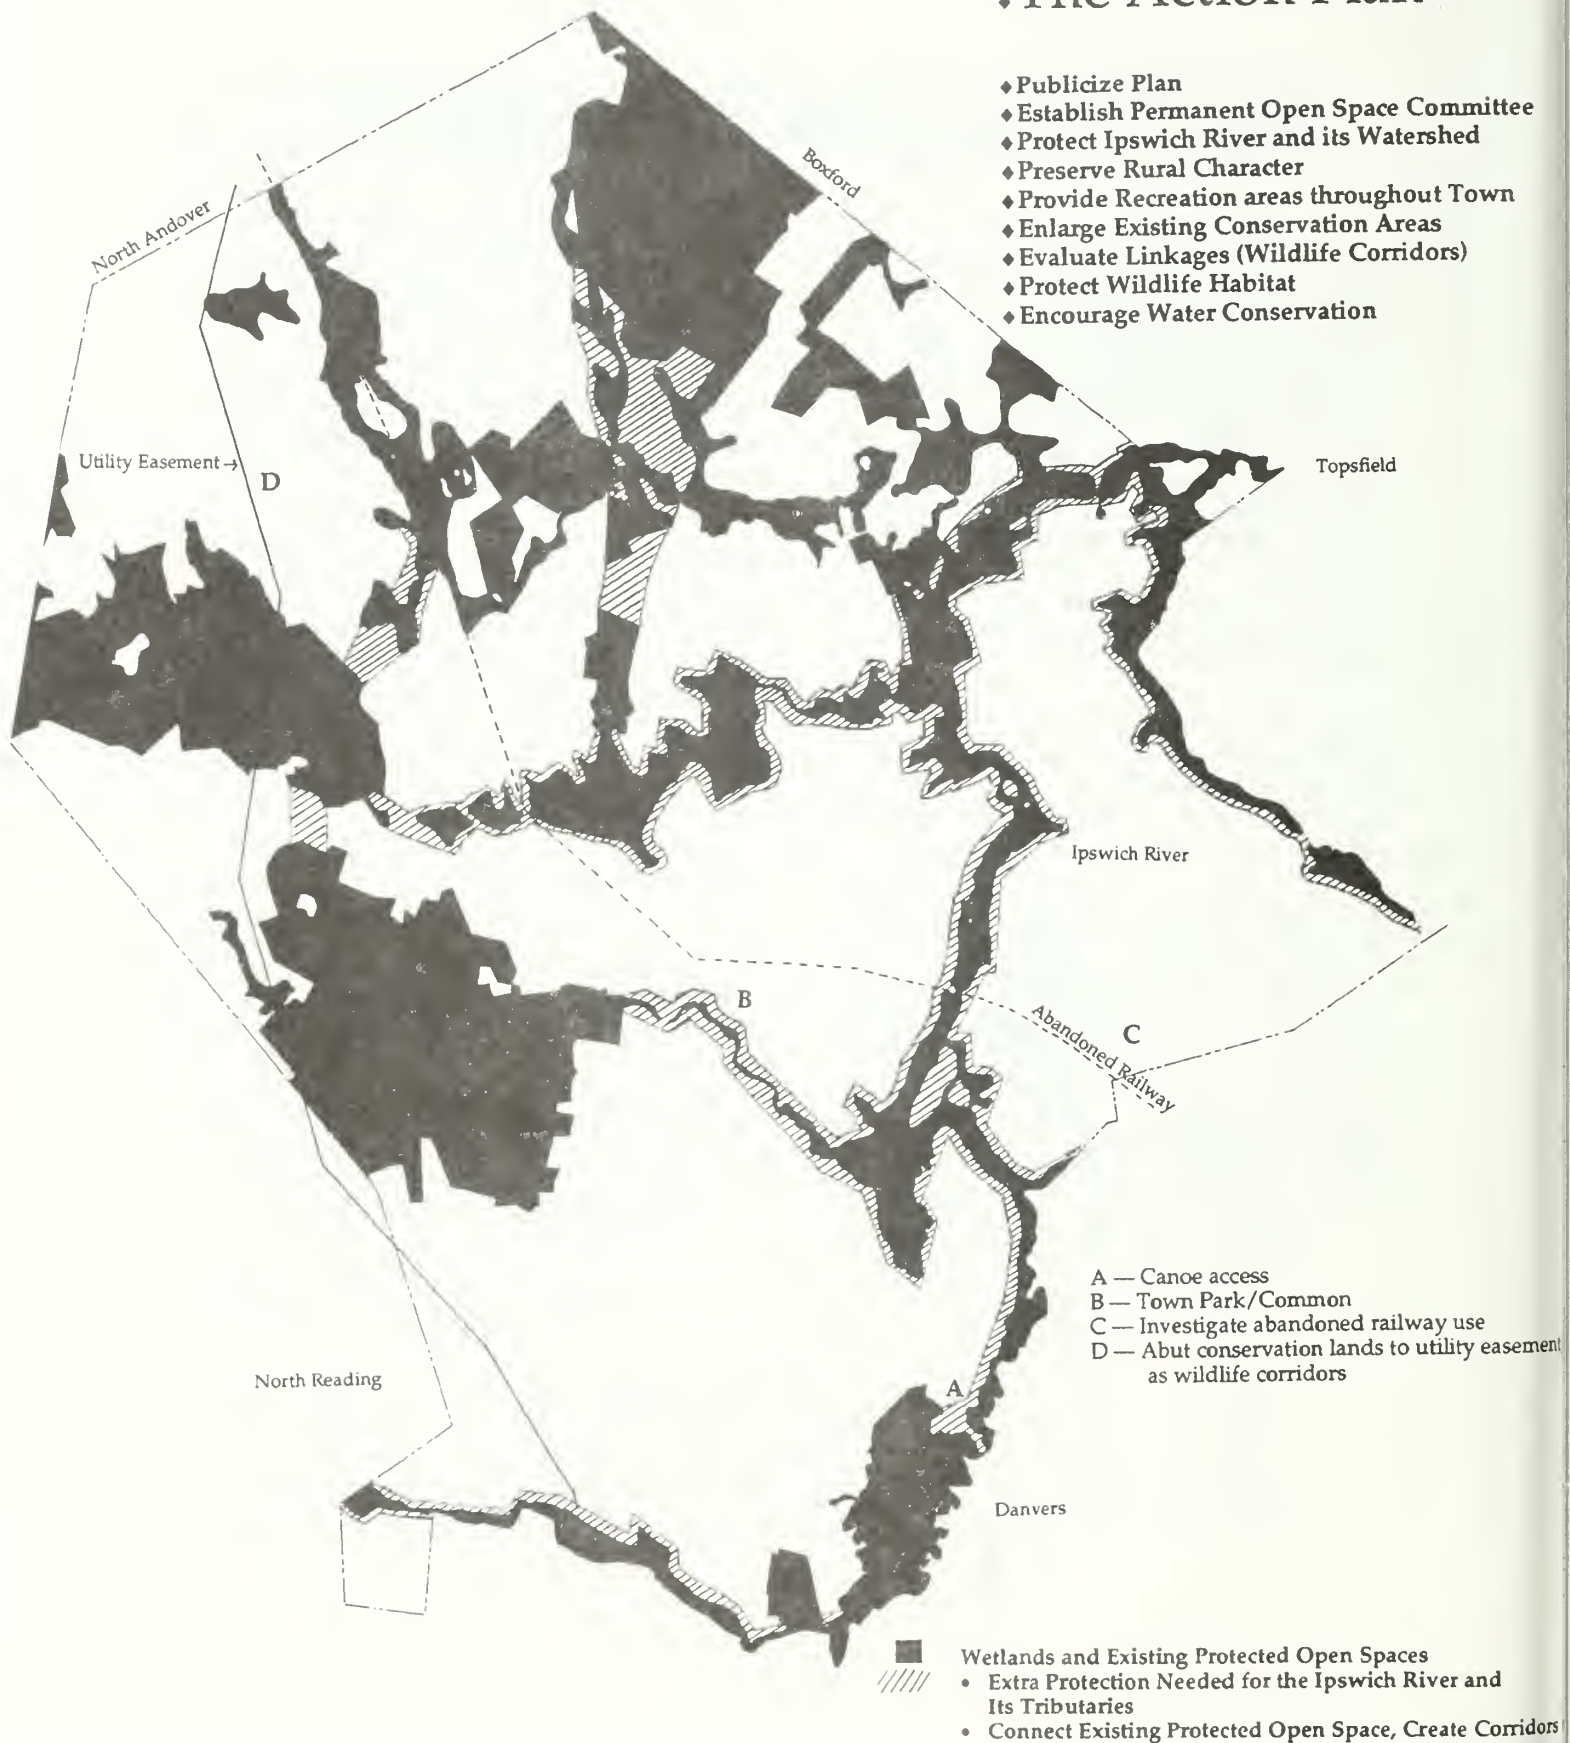 ♦ The Action Plan
♦ Publicize Plan
♦ Establish Permanent Open Space Committee
♦ Protect Ipswich River and its Watershed
♦ Preserve Rural Character
♦ Provide Recreation areas throughout Town
♦ Enlarge Existing Conservation Areas
♦ Evaluate Linkages (Wildlife Corridors)
♦ Protect Wildlife Habitat
♦ Encourage Water Conservation
Boxford
North Andover
Utility Easement→
D
Topsfield
Ipswich River
B
Abandoned Railway
C
A — Canoe access
B — Town Park/Common
C — Investigate abandoned railway use
D — Abut conservation lands to utility easement
as wildlife corridors
North Reading
A
Danvers
Wetlands and Existing Protected Open Spaces
• Extra Protection Needed for the Ipswich River and
Its Tributaries
• Connect Existing Protected Open Space, Create Corridors